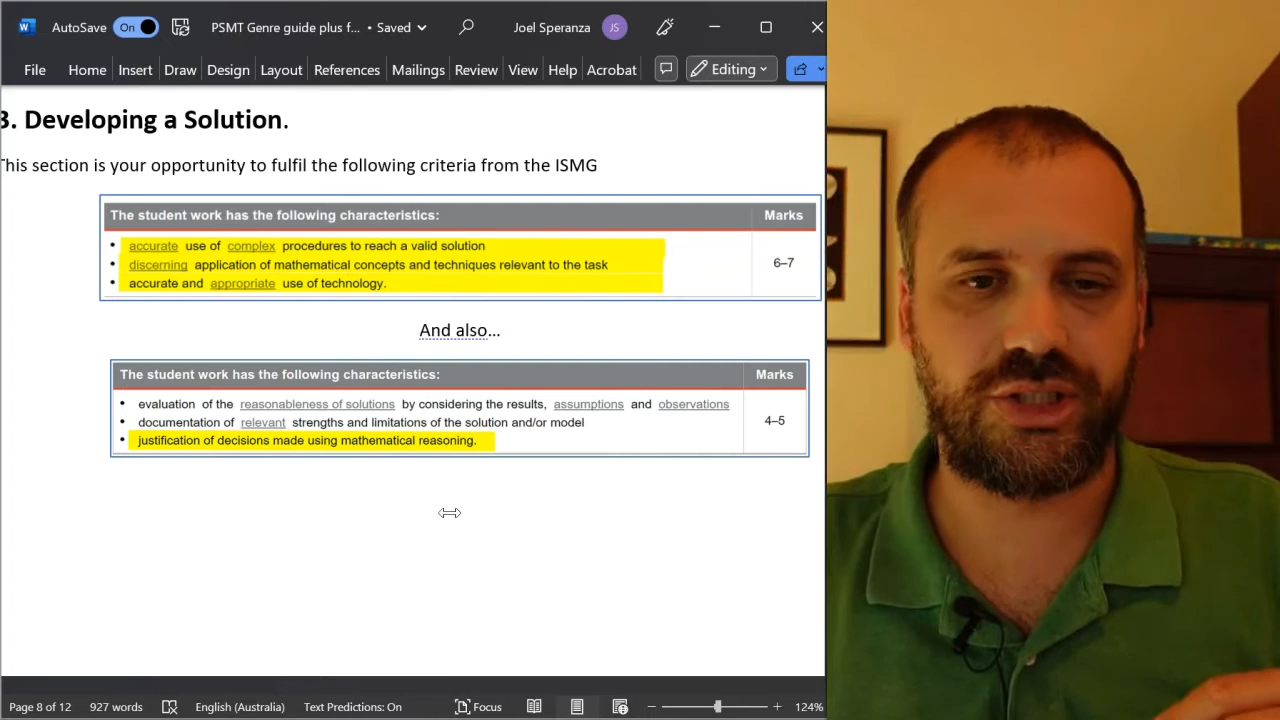 AutoSave On PSMT Genre guide plus f... • Saved Joel Speranza JS
File Home Insert Draw Design Layout References Mailings Review View Help Acrobat Editing
3. Developing a Solution.
This section is your opportunity to fulfil the following criteria from the ISMG
The student work has the following characteristics: Marks
• accurate use of complex procedures to reach a valid solution
• discerning application of mathematical concepts and techniques relevant to the task
6–7
• accurate and appropriate use of technology.
And also...
The student work has the following characteristics: Marks
• evaluation of the reasonableness of solutions by considering the results, assumptions and observations
• documentation of relevant strengths and limitations of the solution and/or model
4–5
• justification of decisions made using mathematical reasoning.
Page 8 of 12 927 words English (Australia) Text Predictions: On Focus 124%